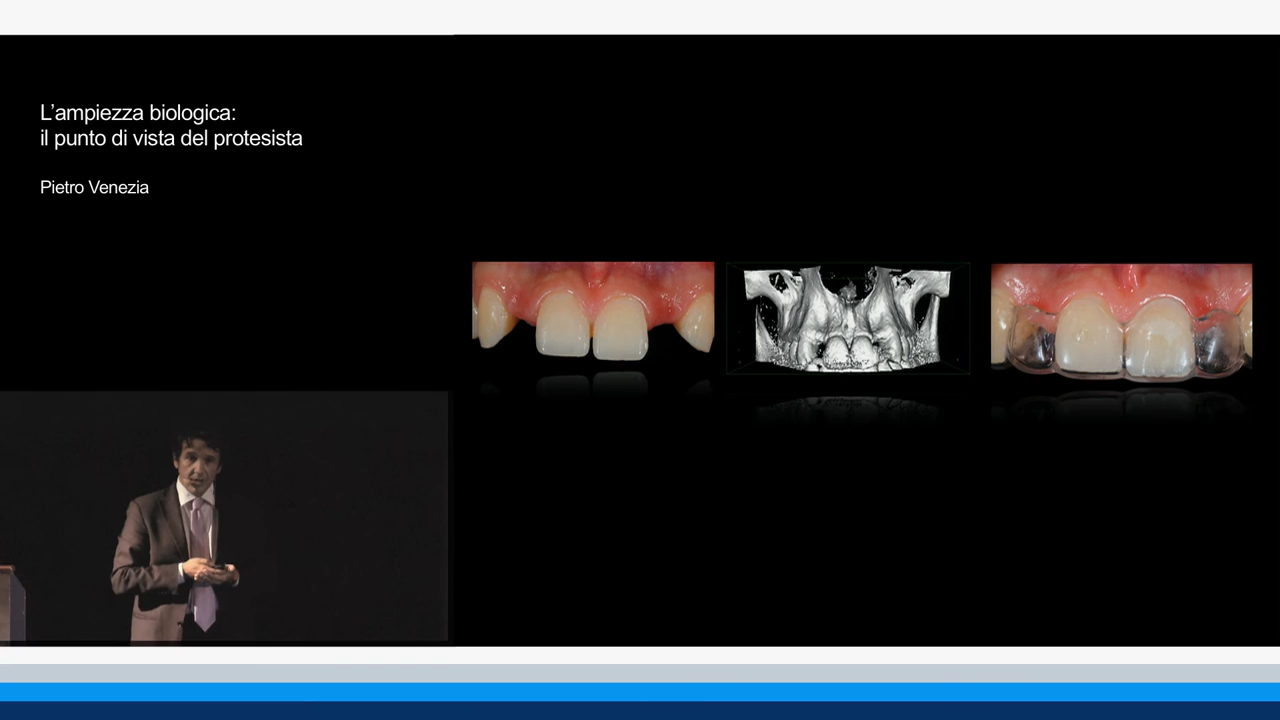 L'ampiezza biologica:
il punto di vista del protesista
Pietro Venezia